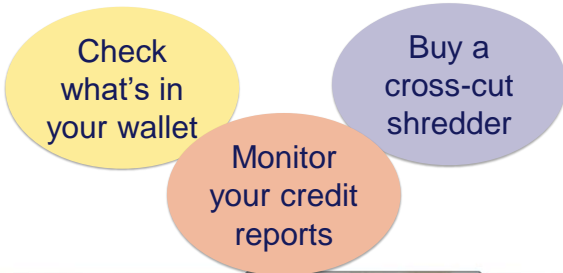 Check
what's in
your wallet
Buy a
cross-cut
shredder
Monitor
your credit
reports